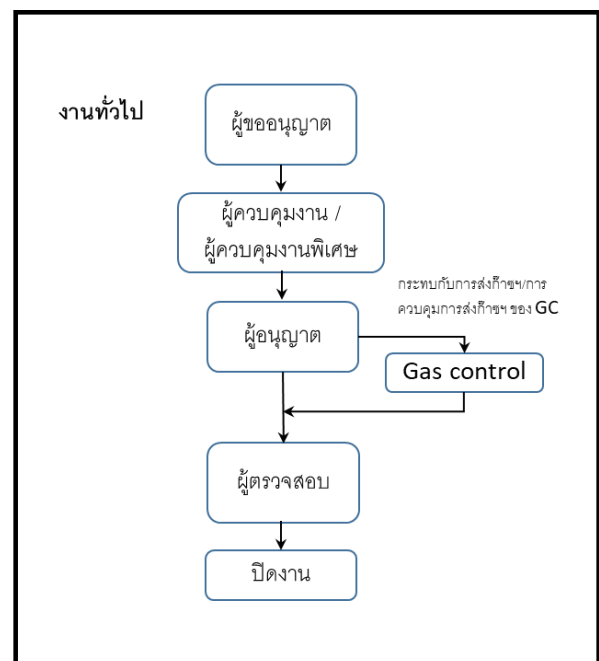 งานทั่วไป
ผู้ขออนุญาต
ผู้ควบคุมงาน /
ผู้ควบคุมงานพิเศษ
กระทบกับการส่งก๊าซฯ/การ
ควบคุมการส่งก๊าซฯ ของ GC
ผู้อนุญาต
Gas control
ผู้ตรวจสอบ
ปิดงาน